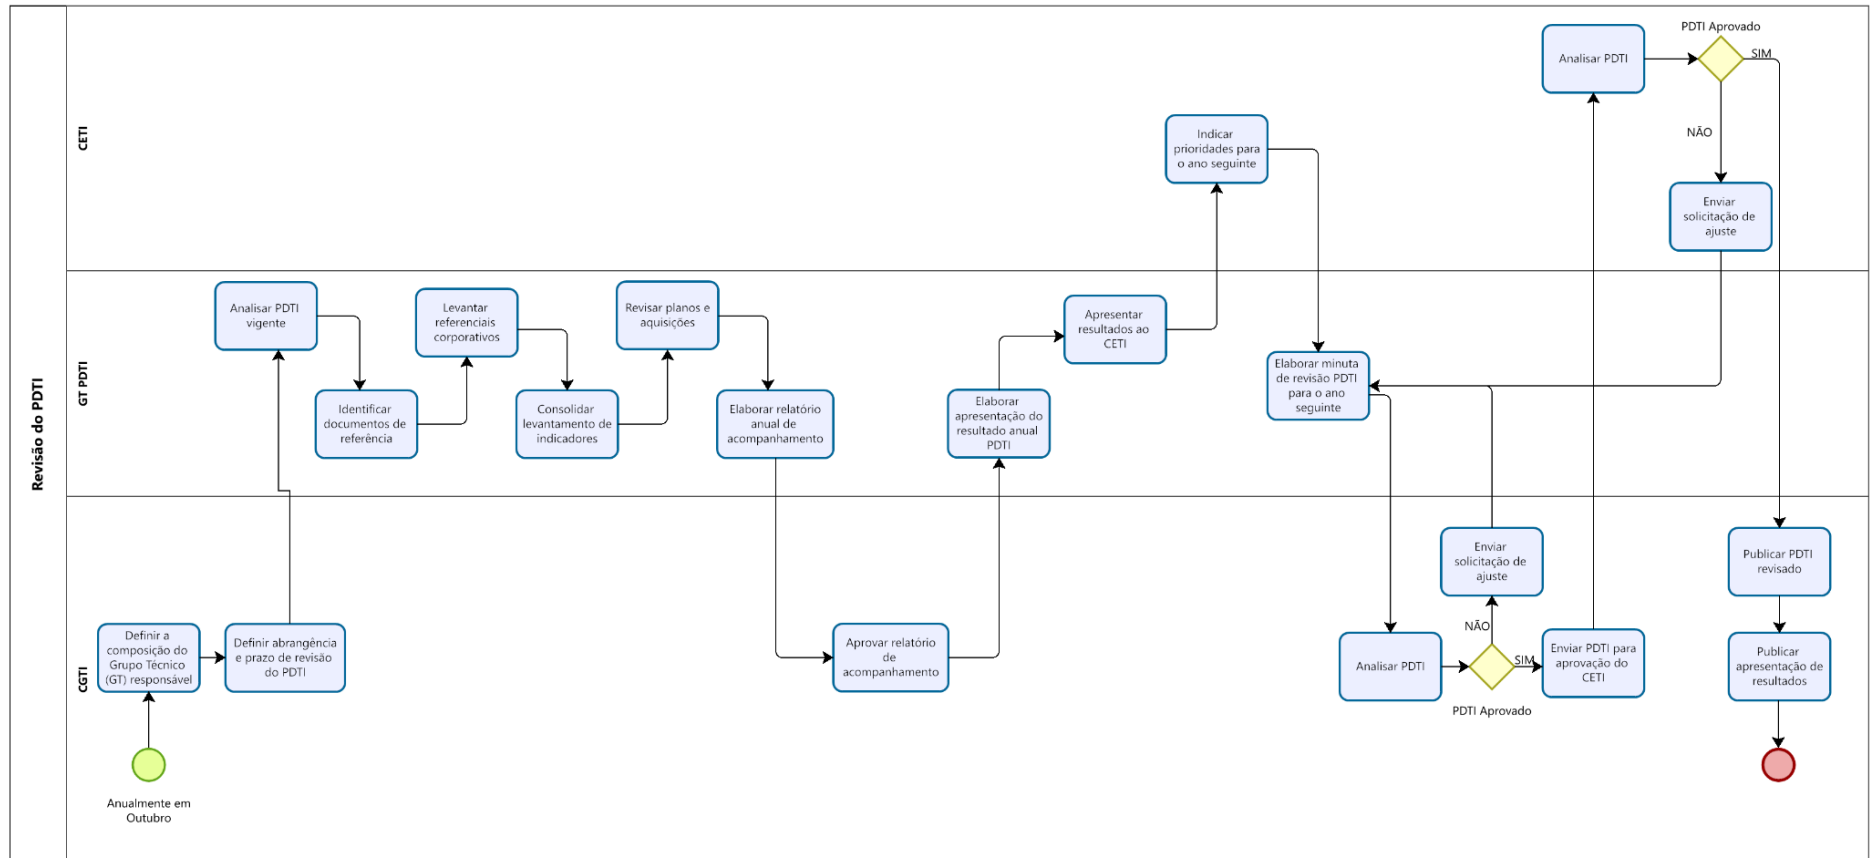 Revisão do PDTI
CETI
Analisar PDTI
PDTI Aprovado
SIM
NÃO
Indicar
prioridades para
o ano seguinte
Enviar
solicitação de
ajuste
GT PDTI
Analisar PDTI
vigente
Identificar
documentos de
referência
Levantar
referenciais
corporativos
Consolidar
levantamento de
indicadores
Revisar planos e
aquisições
Elaborar relatório
anual de
acompanhamento
Elaborar
apresentação do
resultado anual
PDTI
Apresentar
resultados ao
CETI
Elaborar minuta
de revisão PDTI
para o ano
seguinte
CGTI
Definir a
composição do
Grupo Técnico
(GT) responsável
Definir abrangência
e prazo de revisão
do PDTI
Anualmente em
Outubro
Aprovar relatório
de
acompanhamento
Analisar PDTI
PDTI Aprovado
NÃO
SIM
Enviar
solicitação de
ajuste
Enviar PDTI para
aprovação do
CETI
Publicar PDTI
revisado
Publicar
apresentação de
resultados